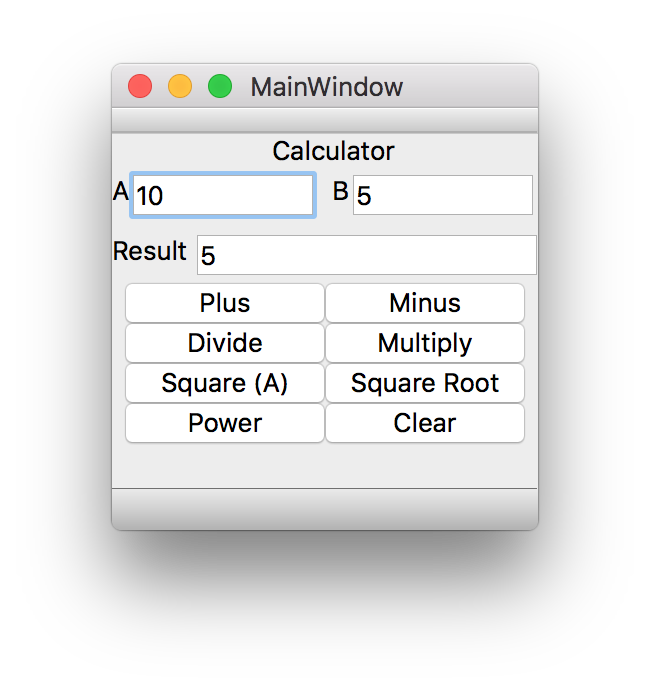 MainWindow
Calculator
A 10 B 5
Result 5
Plus Minus
Divide Multiply
Square (A) Square Root
Power Clear